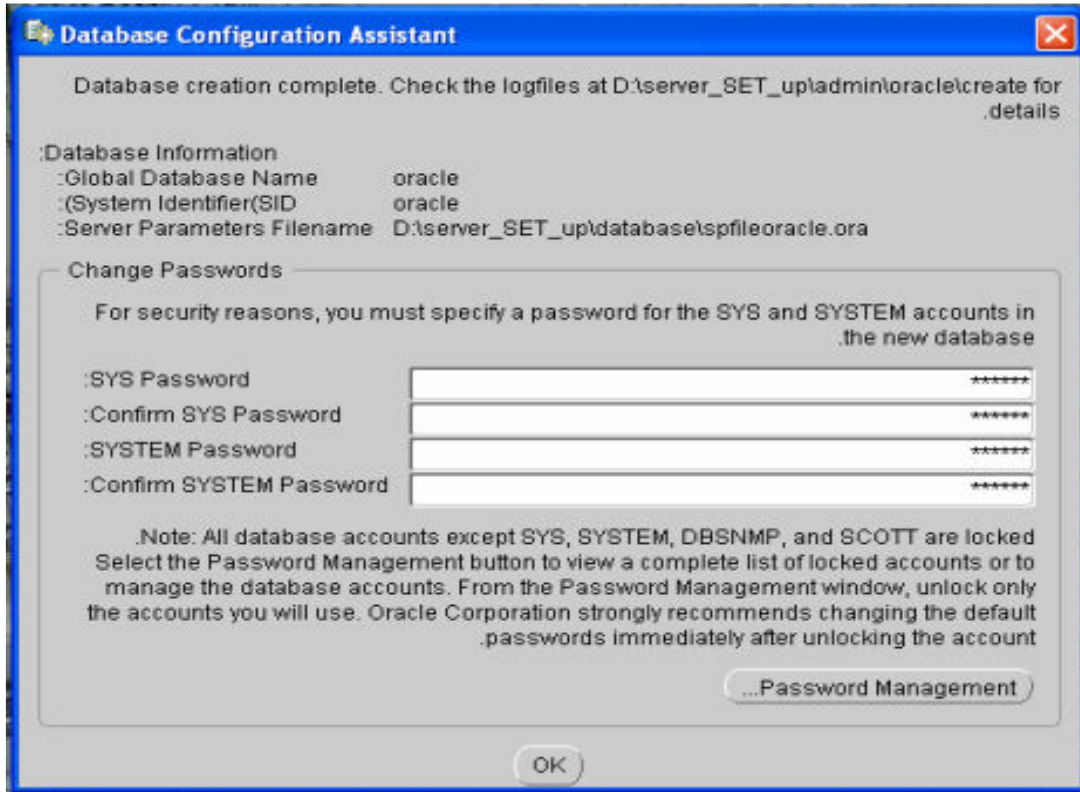 Database Configuration Assistant
Database creation complete. Check the logfiles at D:\server_SET_up\admin\oracle\create for
.details
:Database Information
:Global Database Name oracle
:(System Identifier(SID oracle
:Server Parameters Filename D:\server_SET_up\database\spfileoracle.ora
Change Passwords
For security reasons, you must specify a password for the SYS and SYSTEM accounts in
.the new database
:SYS Password ******
:Confirm SYS Password ******
:SYSTEM Password ******
:Confirm SYSTEM Password ******
.Note: All database accounts except SYS, SYSTEM, DBSNMP, and SCOTT are locked
Select the Password Management button to view a complete list of locked accounts or to
manage the database accounts. From the Password Management window, unlock only
the accounts you will use. Oracle Corporation strongly recommends changing the default
.passwords immediately after unlocking the account
...Password Management
OK